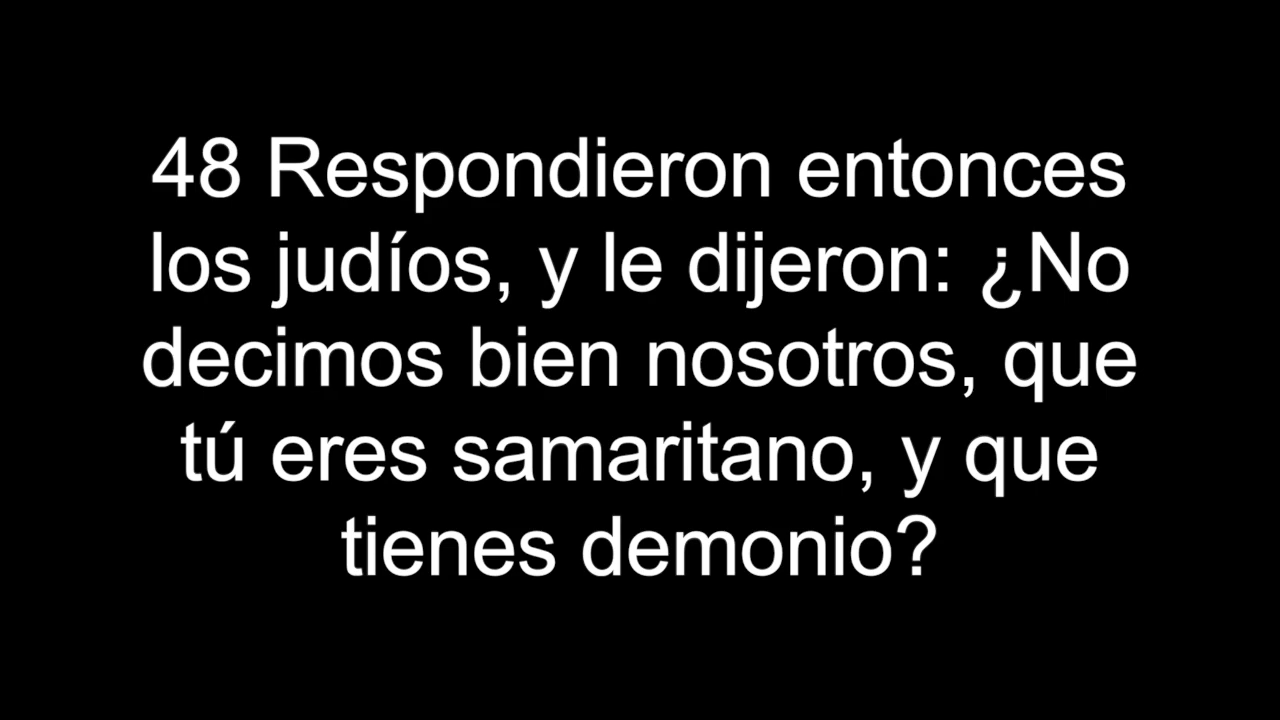 48 Respondieron entonces
los judíos, y le dijeron: ¿No
decimos bien nosotros, que
tú eres samaritano, y que
tienes demonio?